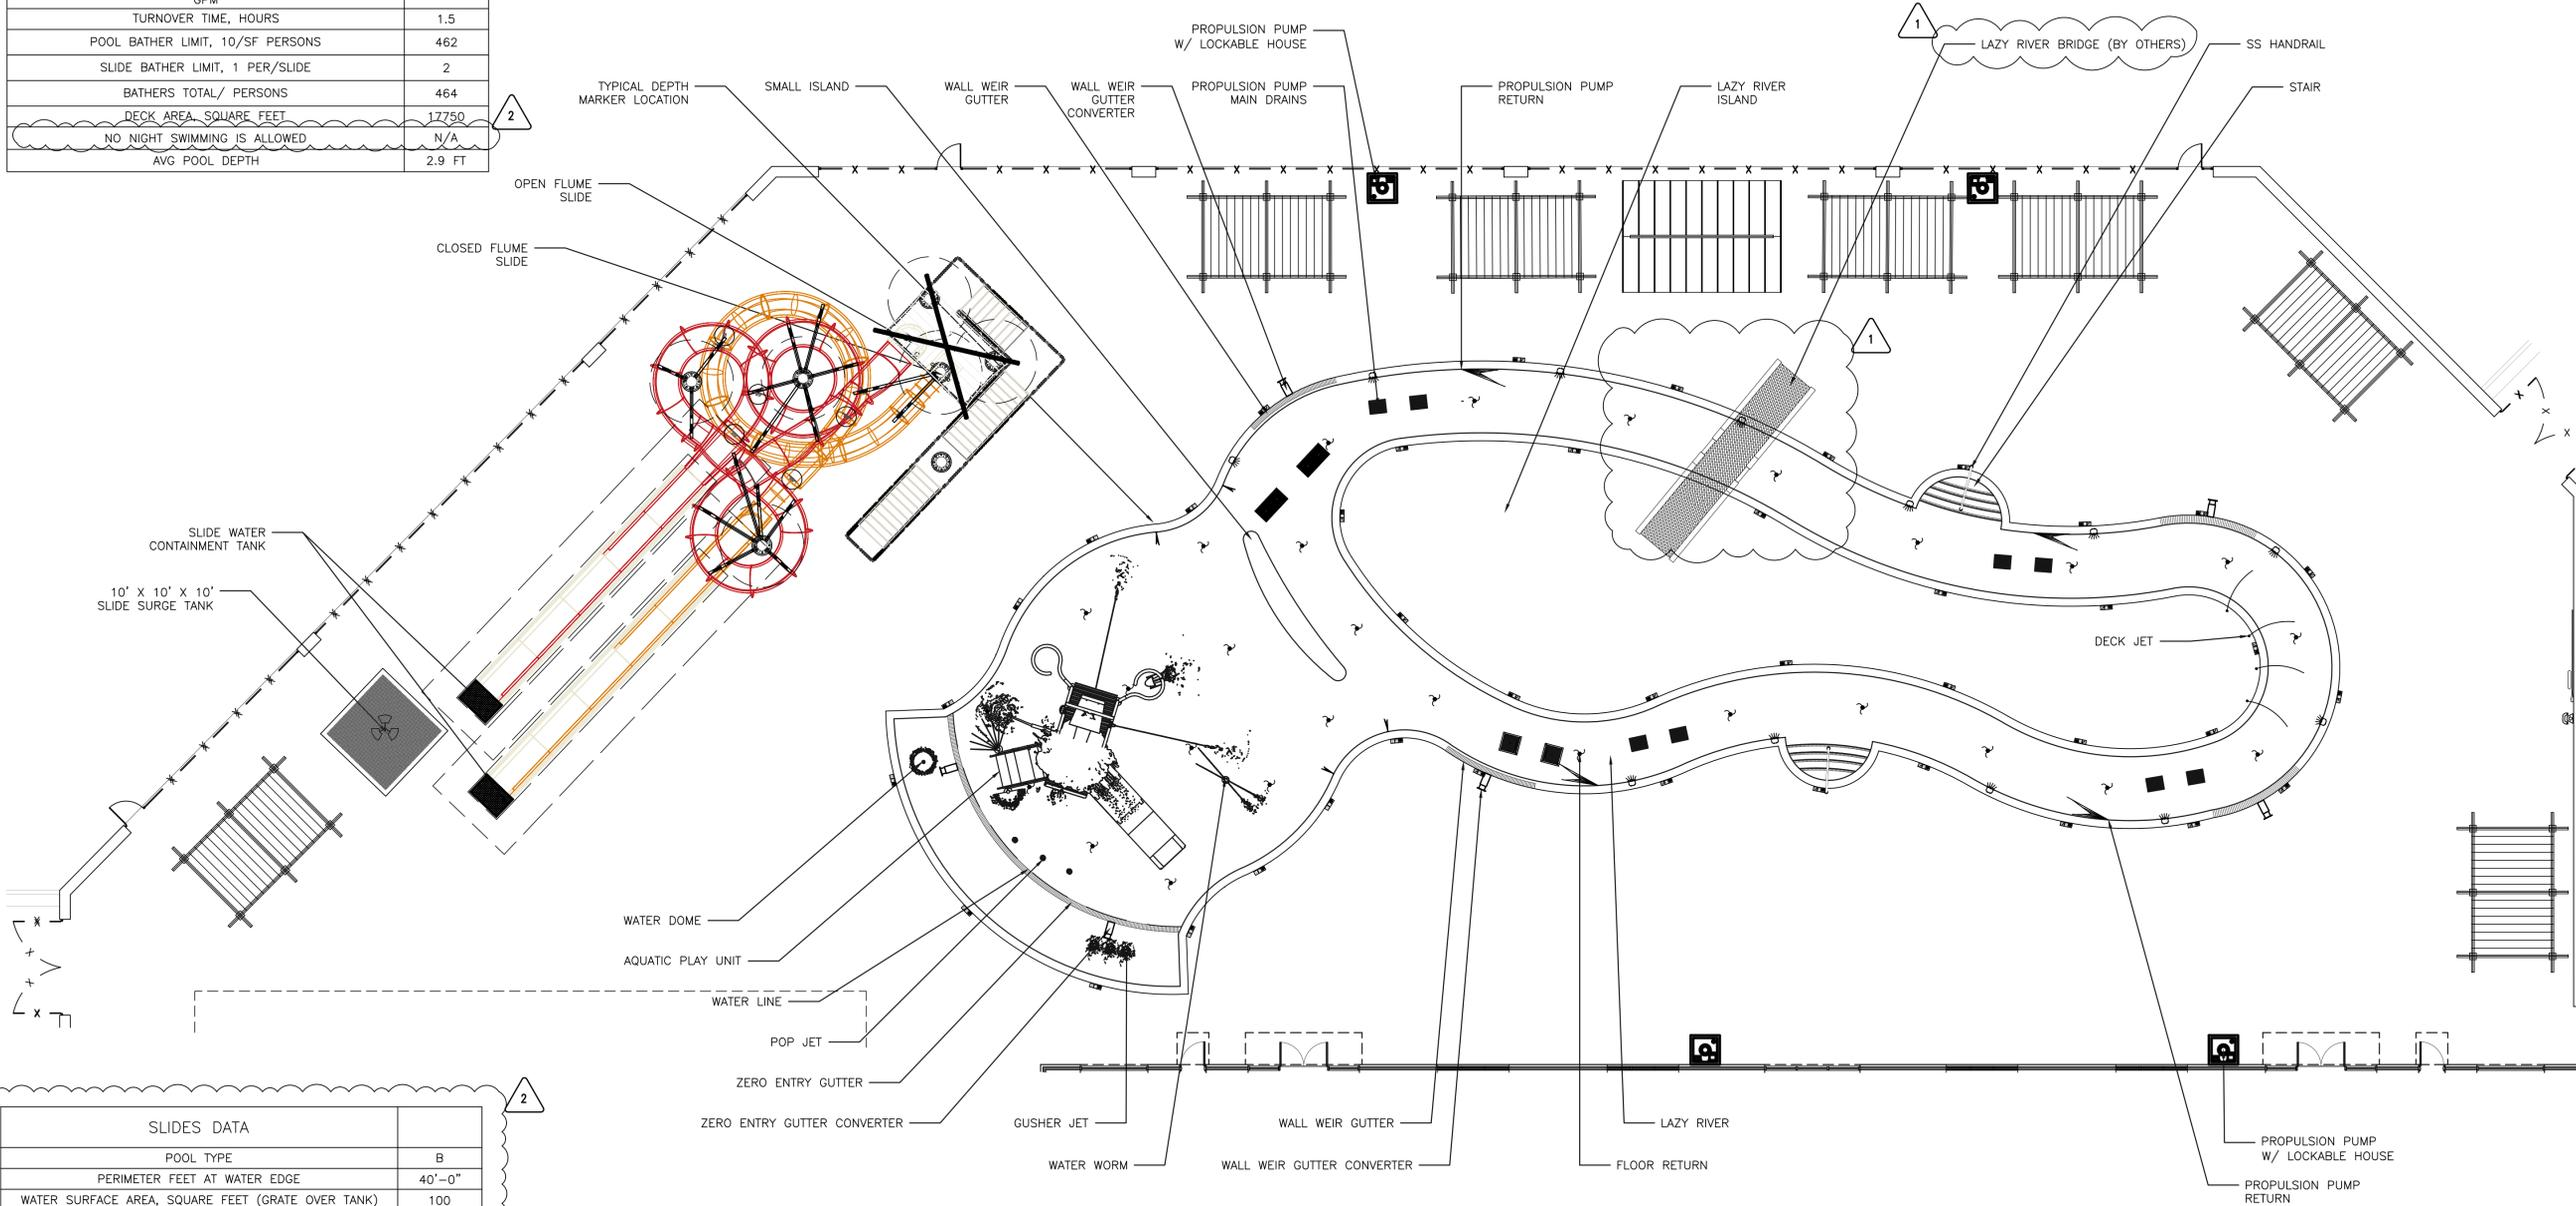 GPM
TURNOVER TIME, HOURS 1.5
POOL BATHER LIMIT, 10/SF PERSONS 462
SLIDE BATHER LIMIT, 1 PER/SLIDE 2
BATHERS TOTAL/ PERSONS 464
DECK AREA, SQUARE FEET 17750
NO NIGHT SWIMMING IS ALLOWED N/A
AVG POOL DEPTH 2.9 FT
2
PROPULSION PUMP
W/ LOCKABLE HOUSE
1
LAZY RIVER BRIDGE (BY OTHERS)
SS HANDRAIL
TYPICAL DEPTH
MARKER LOCATION
SMALL ISLAND
WALL WEIR
GUTTER
WALL WEIR
GUTTER
CONVERTER
PROPULSION PUMP
MAIN DRAINS
PROPULSION PUMP
RETURN
LAZY RIVER
ISLAND
STAIR
OPEN FLUME
SLIDE
CLOSED FLUME
SLIDE
1
SLIDE WATER
CONTAINMENT TANK
10' X 10' X 10'
SLIDE SURGE TANK
DECK JET
WATER DOME
AQUATIC PLAY UNIT
WATER LINE
POP JET
ZERO ENTRY GUTTER
ZERO ENTRY GUTTER CONVERTER
GUSHER JET
WATER WORM
WALL WEIR GUTTER
WALL WEIR GUTTER CONVERTER
LAZY RIVER
FLOOR RETURN
PROPULSION PUMP
W/ LOCKABLE HOUSE
PROPULSION PUMP
RETURN
2
SLIDES DATA
POOL TYPE B
PERIMETER FEET AT WATER EDGE 40'-0"
WATER SURFACE AREA, SQUARE FEET (GRATE OVER TANK) 100